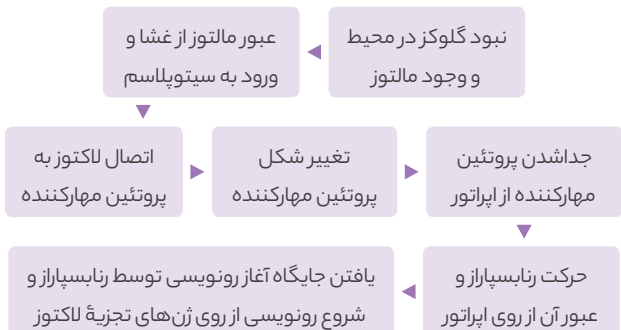 نبود گلوکز در محیط
و وجود مالتوز
عبور مالتوز از غشا و
ورود به سیتوپلاسم
اتصال لاکتوز به
پروتئین مهارکننده
تغییر شکل
پروتئین مهارکننده
جداشدن پروتئین
مهارکننده از اپراتور
حرکت رنابسپاراز و
عبور آن از روی اپراتور
یافتن جایگاه آغاز رونویسی توسط رنابسپاراز و
شروع رونویسی از روی ژن‌های تجزیهٔ لاکتوز